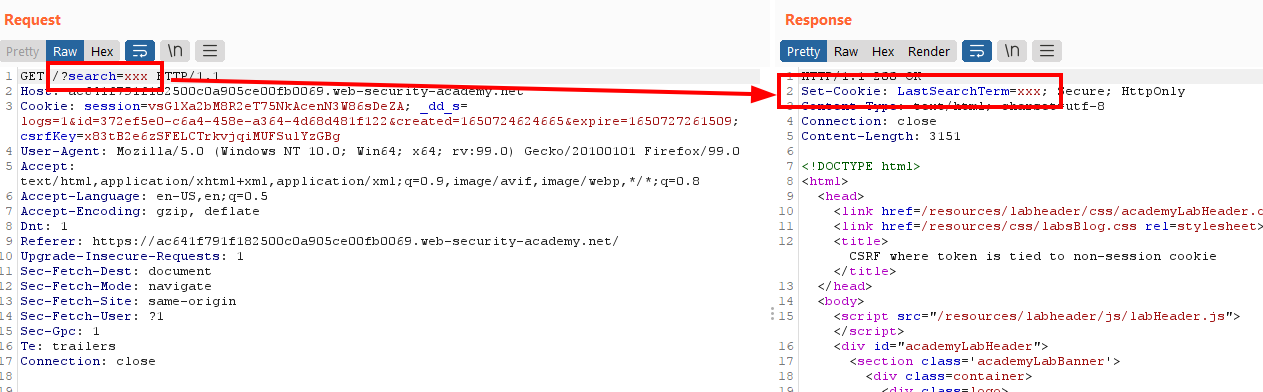 Request
Pretty Raw Hex \n
1 GET /?search=xxx HTTP/1.1
2 Host: ac641f791f182500c0a905ce00fb0069.web-security-academy.net
3 Cookie: session=vsGlXa2bM8R2eT75NkAcenN3W86sDeZA; _dd_s=
logs=1&id=372ef5e0-c6a4-458e-a364-4d68d481f122&created=1650724624665&expire=1650727261509;
csrfKey=x83tB2e6zSFELCTrkvjqiMUFSulYzGBg
4 User-Agent: Mozilla/5.0 (Windows NT 10.0; Win64; x64; rv:99.0) Gecko/20100101 Firefox/99.0
5 Accept:
text/html,application/xhtml+xml,application/xml;q=0.9,image/avif,image/webp,*/*;q=0.8
6 Accept-Language: en-US,en;q=0.5
7 Accept-Encoding: gzip, deflate
8 Dnt: 1
9 Referer: https://ac641f791f182500c0a905ce00fb0069.web-security-academy.net/
10 Upgrade-Insecure-Requests: 1
11 Sec-Fetch-Dest: document
12 Sec-Fetch-Mode: navigate
13 Sec-Fetch-Site: same-origin
14 Sec-Fetch-User: ?1
15 Sec-Gpc: 1
16 Te: trailers
17 Connection: close
18
19
Response
Pretty Raw Hex Render \n
1 HTTP/1.1 200 OK
2 Set-Cookie: LastSearchTerm=xxx; Secure; HttpOnly
3 Content-Type: text/html; charset=utf-8
4 Connection: close
5 Content-Length: 3151
6
7 <!DOCTYPE html>
8 <html>
9 <head>
10 <link href=/resources/labheader/css/academyLabHeader.c
11 <link href=/resources/css/labsBlog.css rel=stylesheet>
12 <title>
CSRF where token is tied to non-session cookie
</title>
13 </head>
14 <body>
15 <script src="/resources/labheader/js/labHeader.js">
</script>
16 <div id="academyLabHeader">
17 <section class='academyLabBanner'>
18 <div class=container>
19 <div class=logo>